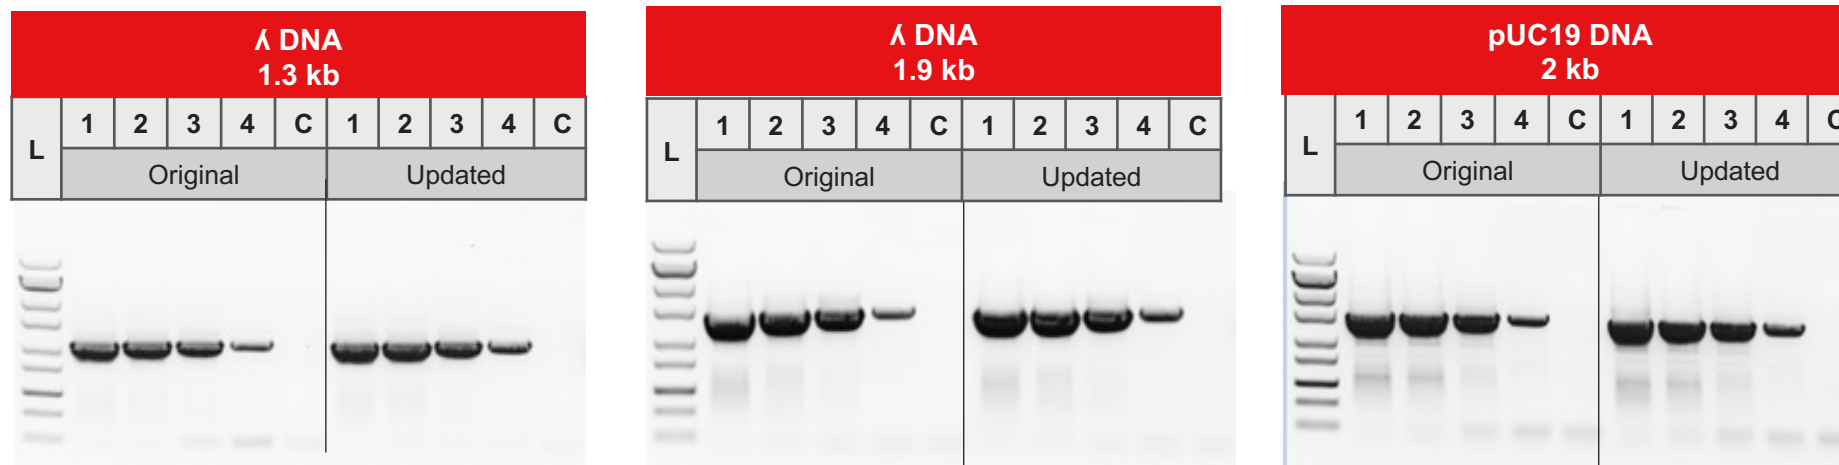 ʎ DNA
1.3 kb
L 1 2 3 4 C 1 2 3 4 C
Original Updated
ʎ DNA
1.9 kb
L 1 2 3 4 C 1 2 3 4 C
Original Updated
pUC19 DNA
2 kb
L 1 2 3 4 C 1 2 3 4 C
Original Updated